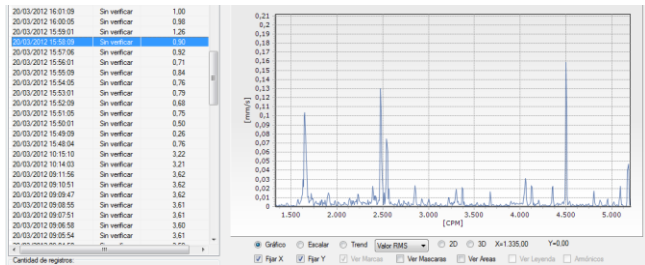 20/03/2012 16:01:09 Sin verificar 1,00
20/03/2012 16:00:05 Sin verificar 0,98
20/03/2012 15:59:01 Sin verificar 1,26
20/03/2012 15:58:09 Sin verificar 0,90
20/03/2012 15:57:06 Sin verificar 0,92
20/03/2012 15:56:01 Sin verificar 0,71
20/03/2012 15:55:09 Sin verificar 0,84
20/03/2012 15:54:05 Sin verificar 0,76
20/03/2012 15:53:01 Sin verificar 0,79
20/03/2012 15:52:09 Sin verificar 0,68
20/03/2012 15:51:05 Sin verificar 0,75
20/03/2012 15:50:01 Sin verificar 0,50
20/03/2012 15:49:09 Sin verificar 0,26
20/03/2012 15:48:04 Sin verificar 0,76
20/03/2012 10:15:10 Sin verificar 3,22
20/03/2012 10:14:03 Sin verificar 3,21
20/03/2012 09:11:56 Sin verificar 3,62
20/03/2012 09:10:51 Sin verificar 3,62
20/03/2012 09:09:47 Sin verificar 3,62
20/03/2012 09:08:55 Sin verificar 3,61
20/03/2012 09:07:51 Sin verificar 3,61
20/03/2012 09:06:58 Sin verificar 3,60
20/03/2012 09:05:54 Sin verificar 3,61
Cantidad de registros:
0,21
0,2
0,19
0,18
0,17
0,16
0,15
0,14
0,13
0,12
0,11
0,1
0,09
0,08
0,07
0,06
0,05
0,04
0,03
0,02
0,01
0
[mm/s]
1.500 2.000 2.500 3.000 3.500 4.000 4.500 5.000
[CPM]
Gráfico Escalar Trend Valor RMS 2D 3D X=1.335,00 Y=0,00
Fijar X Fijar Y Ver Marcas Ver Mascaras Ver Areas Ver Leyenda Armónicos